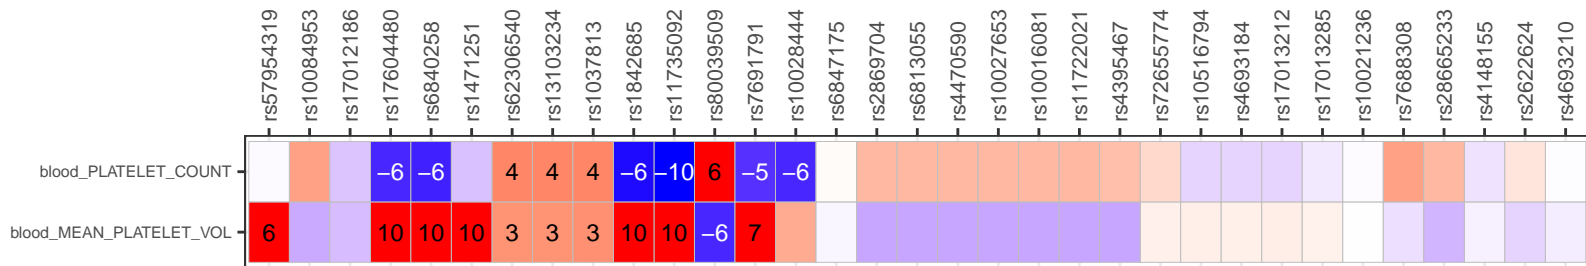 rs57954319 rs10084953 rs17012186 rs17604480 rs6840258 rs1471251 rs62306540 rs13103234 rs1037813 rs1842685 rs11735092 rs80039509 rs7691791 rs10028444 rs6847175 rs2869704 rs6813055 rs4470590 rs10027653 rs10016081 rs11722021 rs4395467 rs72655774 rs10516794 rs4693184 rs17013212 rs17013285 rs10021236 rs7688308 rs28665233 rs4148155 rs2622624 rs4693210
blood_PLATELET_COUNT −6 −6 4 4 4 −6 −10 6 −5 −6
blood_MEAN_PLATELET_VOL 6 10 10 10 3 3 3 10 10 −6 7